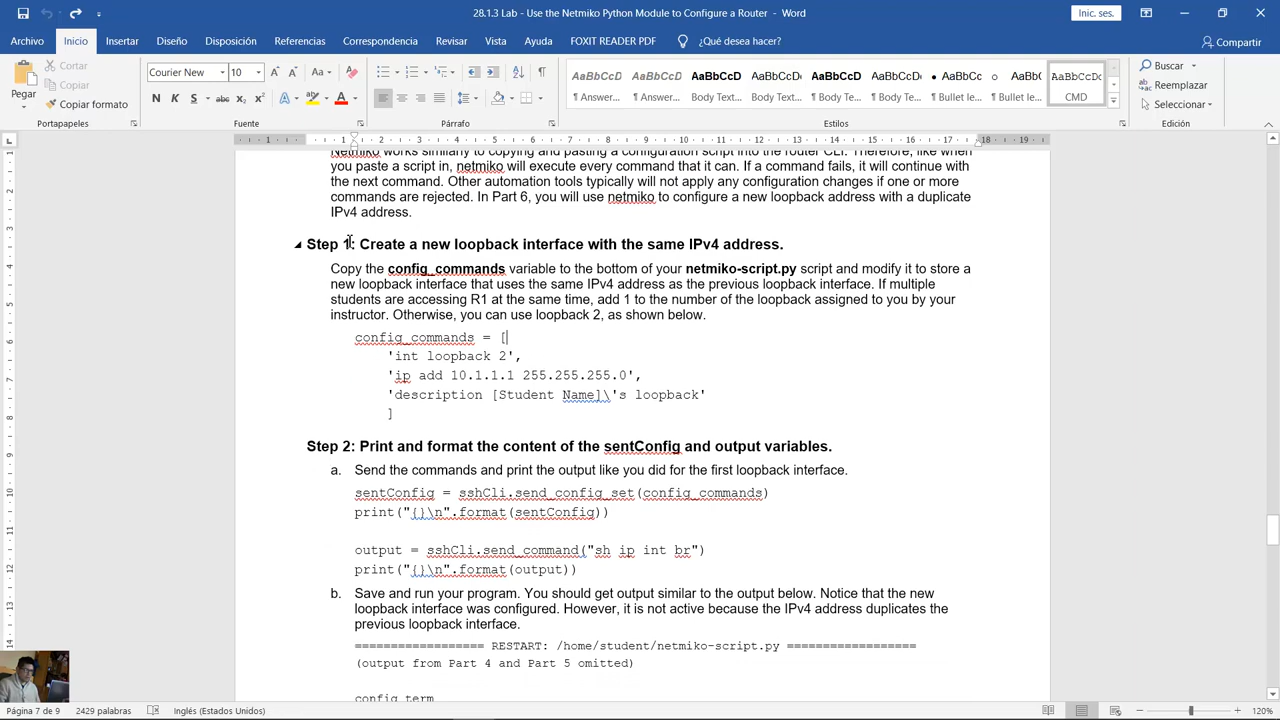 28.1.3 Lab - Use the Netmiko Python Module to Configure a Router - Word
Inic. ses.
Archivo Inicio Insertar Diseño Disposición Referencias Correspondencia Revisar Vista Ayuda FOXIT READER PDF ¿Qué desea hacer? Compartir
Pegar
Cortar
Copiar
Copiar formato
Courier New 10
AaBbCcD AaBbCcD AaBbCcD AaBbCcD AaBbCcD AaBbCcD AaBbCcD AaBbC AaBbCcDc
¶ Answer... ¶ Answer... Body Text... Body Text... ¶ Body Te... ¶ Body Te... ¶ Bullet le... ¶ Bullet le... CMD
Buscar
Reemplazar
Seleccionar
Portapapeles Fuente Párrafo Estilos Edición
Netmiko works similarly to copying and pasting a configuration script into the router CLI. Therefore, like when
you paste a script in, netmiko will execute every command that it can. If a command fails, it will continue with
the next command. Other automation tools typically will not apply any configuration changes if one or more
commands are rejected. In Part 6, you will use netmiko to configure a new loopback address with a duplicate
IPv4 address.
Step 1: Create a new loopback interface with the same IPv4 address.
Copy the config_commands variable to the bottom of your netmiko-script.py script and modify it to store a
new loopback interface that uses the same IPv4 address as the previous loopback interface. If multiple
students are accessing R1 at the same time, add 1 to the number of the loopback assigned to you by your
instructor. Otherwise, you can use loopback 2, as shown below.
config_commands = [
'int loopback 2',
'ip add 10.1.1.1 255.255.255.0',
'description [Student Name]\'s loopback'
]
Step 2: Print and format the content of the sentConfig and output variables.
a. Send the commands and print the output like you did for the first loopback interface.
sentConfig = sshCli.send_config_set(config_commands)
print("{}\n".format(sentConfig))
output = sshCli.send_command("sh ip int br")
print("{}\n".format(output))
b. Save and run your program. You should get output similar to the output below. Notice that the new
loopback interface was configured. However, it is not active because the IPv4 address duplicates the
previous loopback interface.
================== RESTART: /home/student/netmiko-script.py ==================
(output from Part 4 and Part 5 omitted)
config term
Página 7 de 9 2429 palabras Inglés (Estados Unidos) 120%